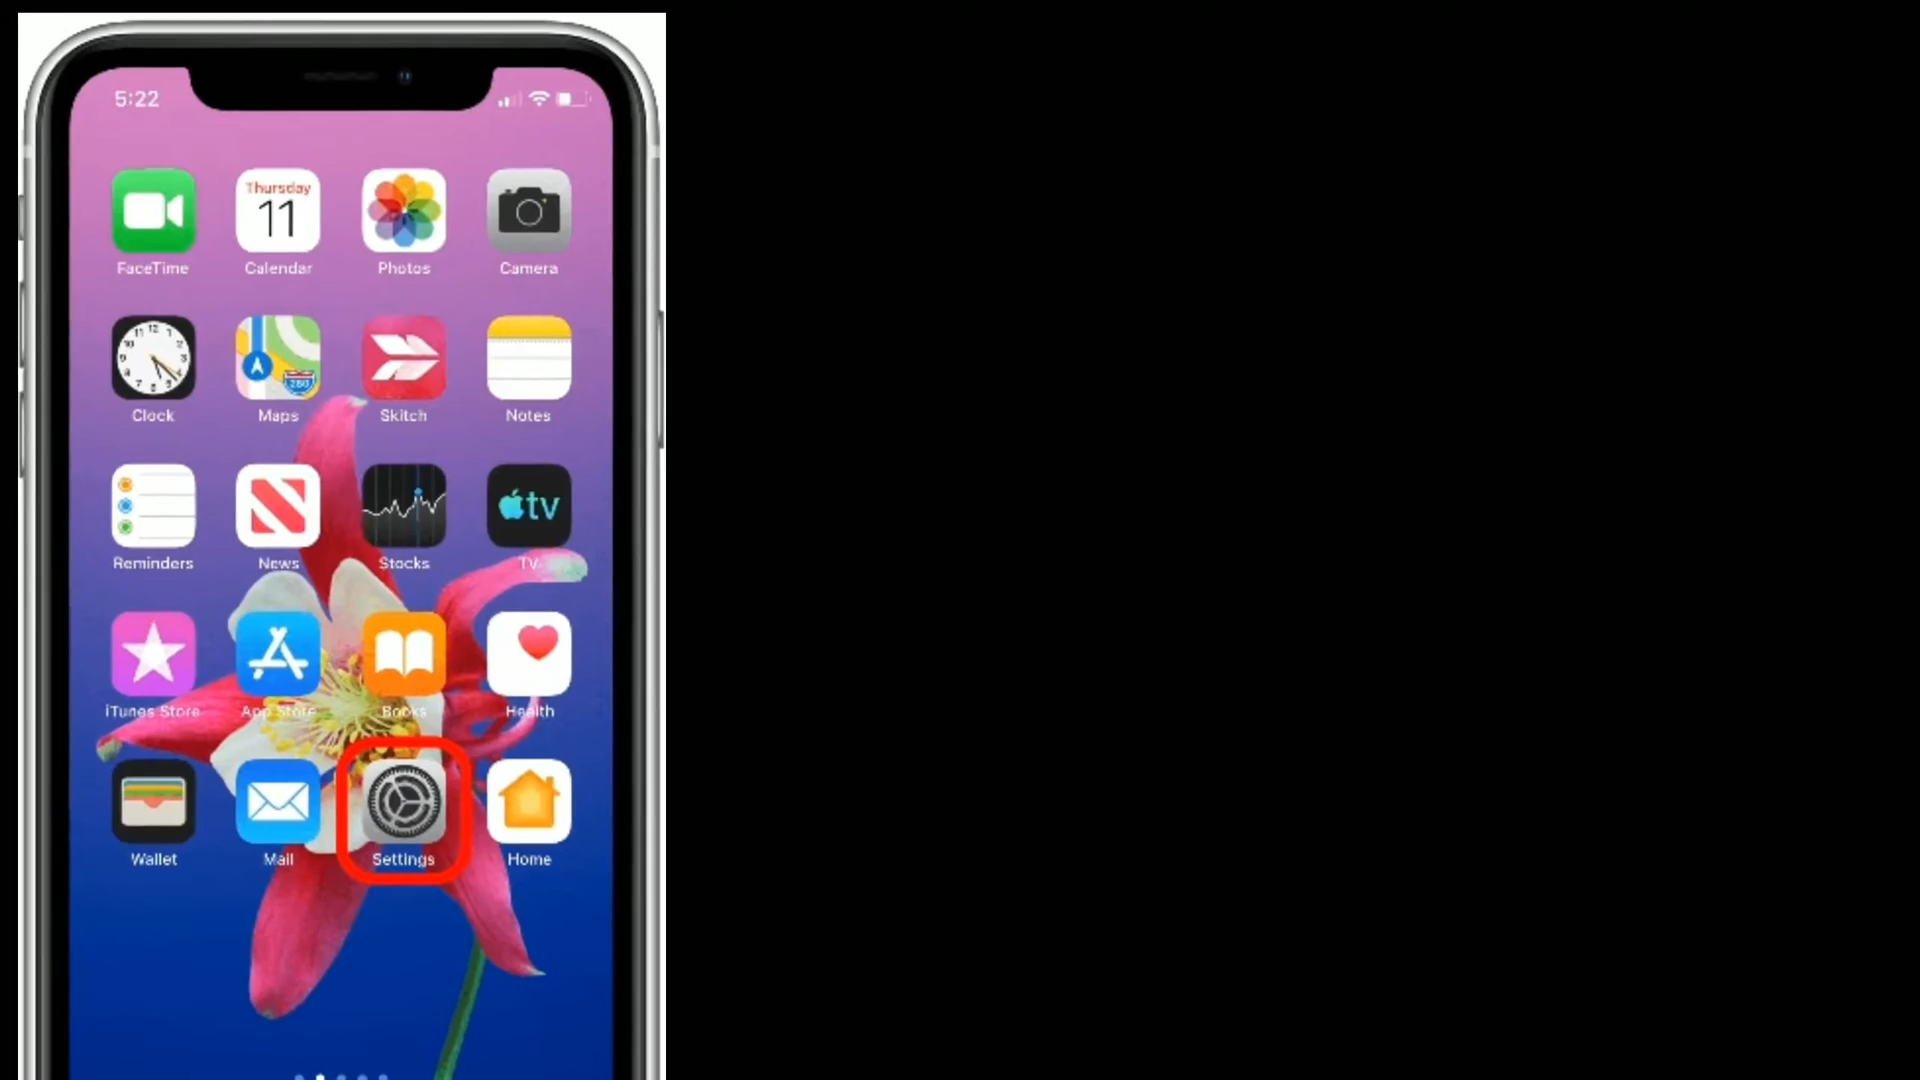 5:22
Thursday
11
FaceTime Calendar Photos Camera
280
Clock Maps Skitch Notes
tv
Reminders News Stocks TV
iTunes Store App Store Books Health
Wallet Mail Settings Home